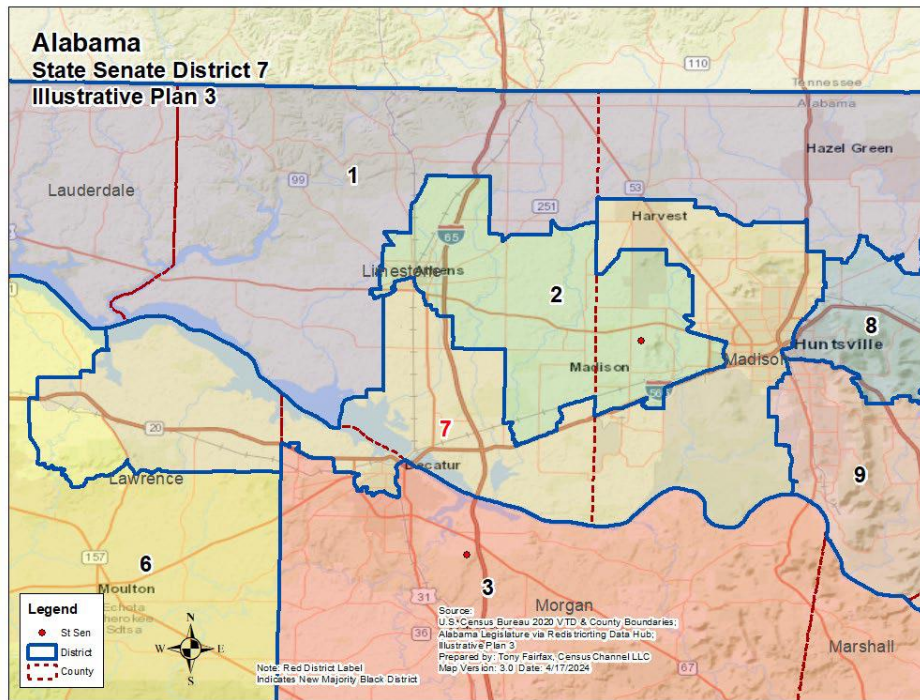 Alabama
State Senate District 7
Illustrative Plan 3
110
Tennessee
Alabama
Hazel Green
1
99
53
Lauderdale
251
Harvest
65
Limestone
Athens
2
8
Huntsville
Madison
Madison
7
20
Decatur
9
Lawrence
6
157
3
Moulton
Echota
Cherokee
Sdtsa
31
Morgan
36
Marshall
67
Legend
St Sen
District
County
N
W
E
S
Note: Red District Label
Indicates New Majority Black District
Source:
U.S. Census Bureau 2020 VTD & County Boundaries;
Alabama Legislature via Redistricting Data Hub;
Illustrative Plan 3
Prepared by: Tony Fairfax, CensusChannel LLC
Map Version: 3.0 Date: 4/17/2024